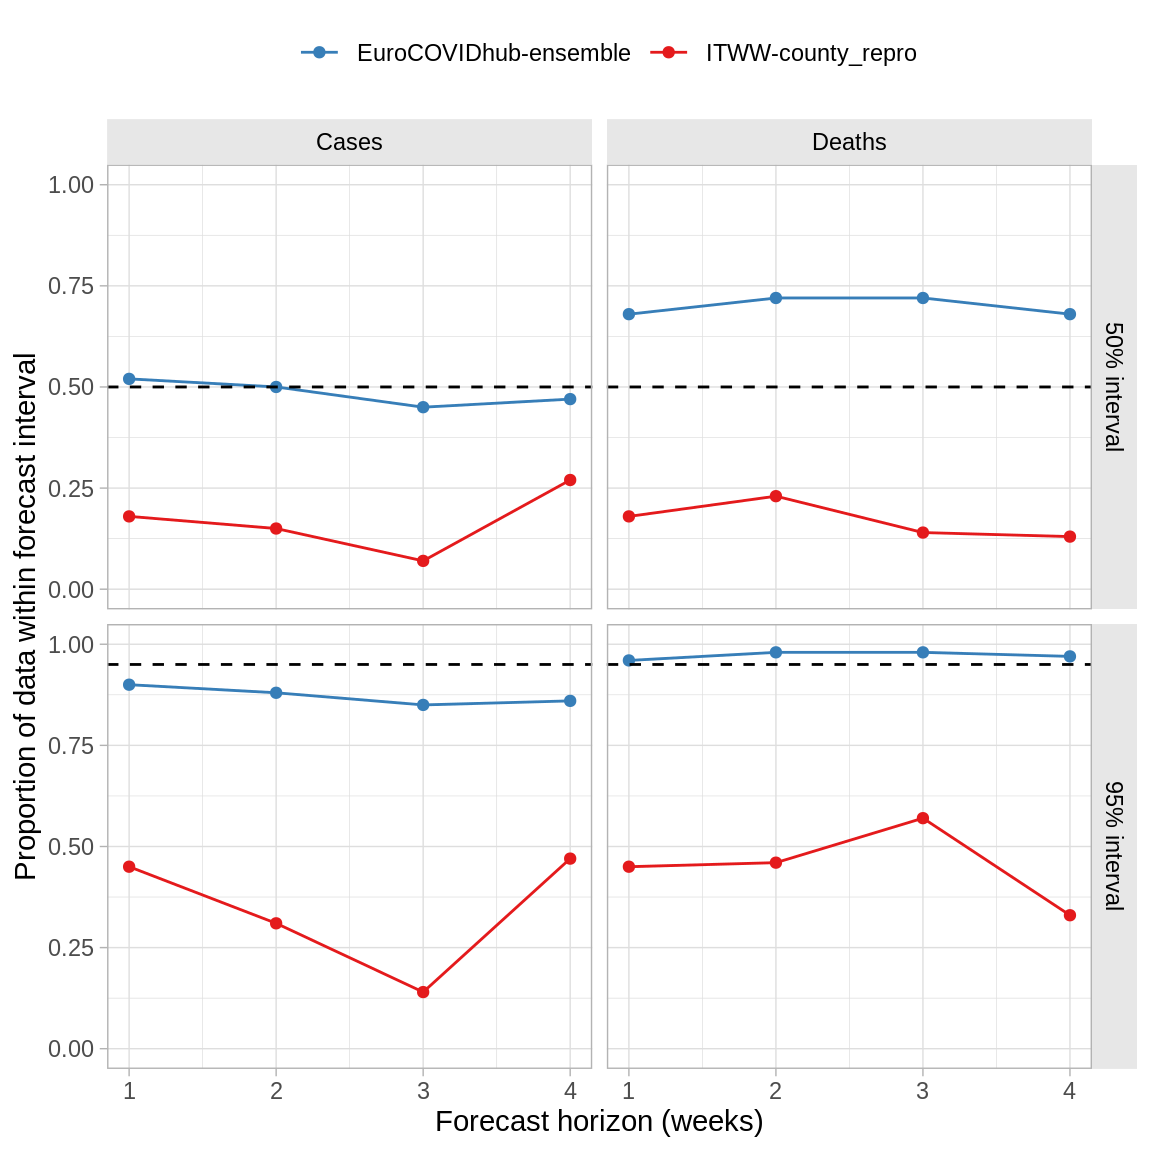 EuroCOVIDhub-ensemble ITWW-county_repro
Cases Deaths
1.00
0.75
0.50
0.25
0.00
50% interval
1.00
0.75
0.50
0.25
0.00
95% interval
Proportion of data within forecast interval
1 2 3 4 1 2 3 4
Forecast horizon (weeks)